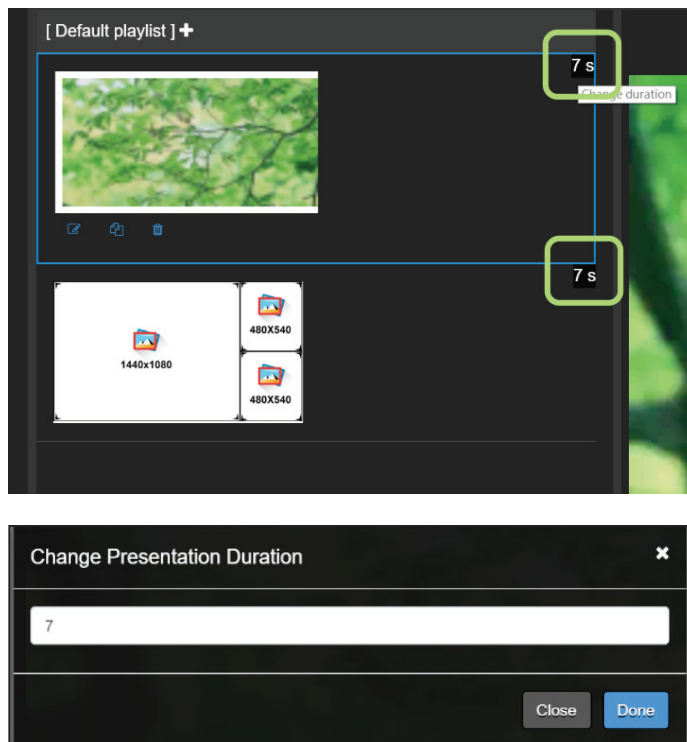 [ Default playlist ] +
7 s
Change duration
7 s
480X540
1440x1080
480X540
Change Presentation Duration
7
Close Done